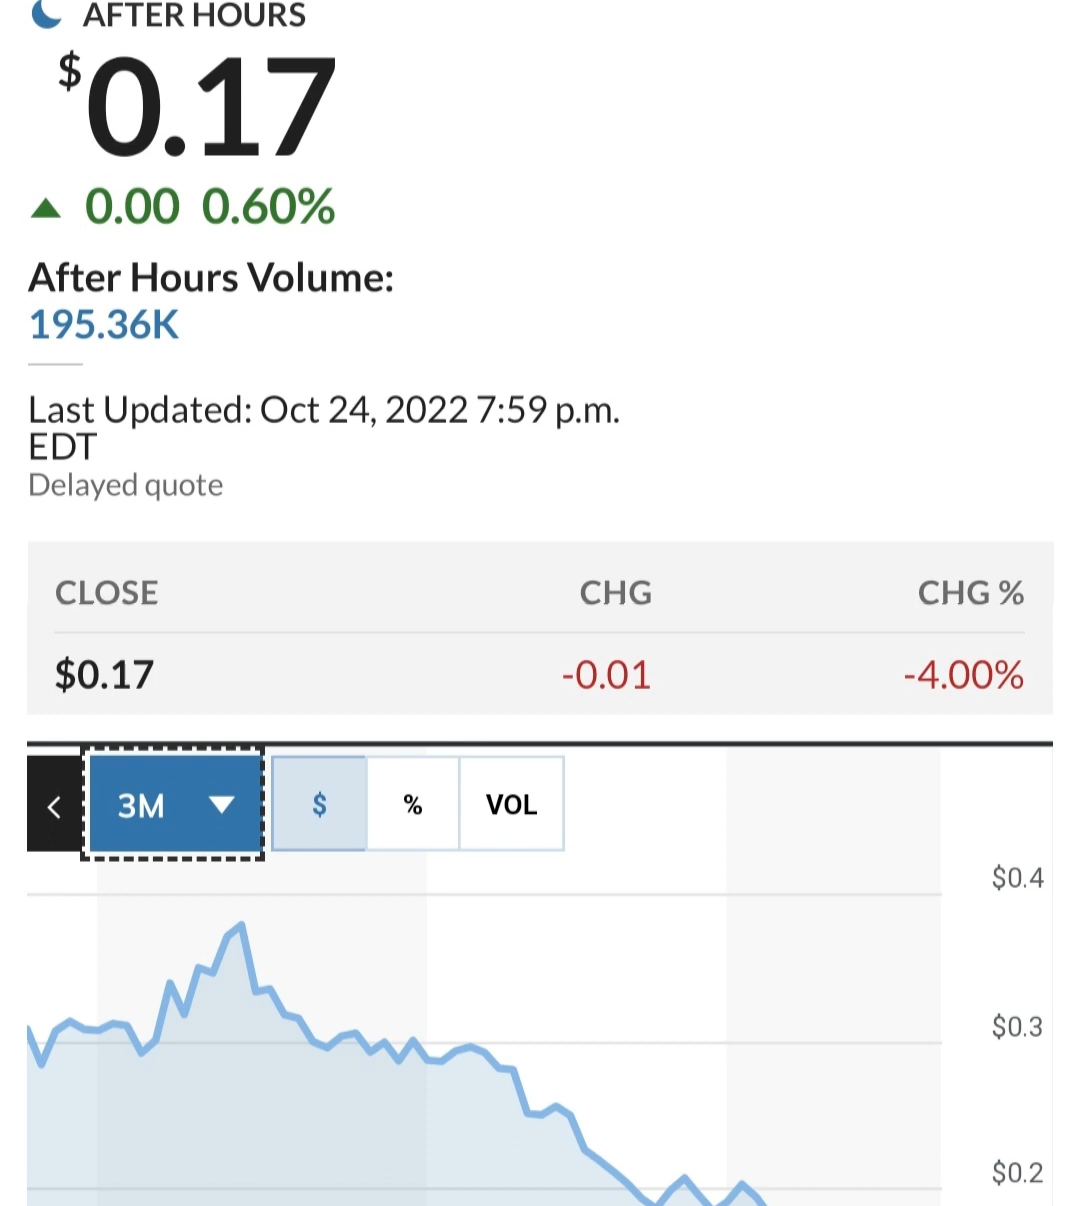 AFTER HOURS
$0.17
0.00 0.60%
After Hours Volume:
195.36K
Last Updated: Oct 24, 2022 7:59 p.m.
EDT
Delayed quote
CLOSE CHG CHG %
$0.17 -0.01 -4.00%
3M $ % VOL
$0.4
$0.3
$0.2